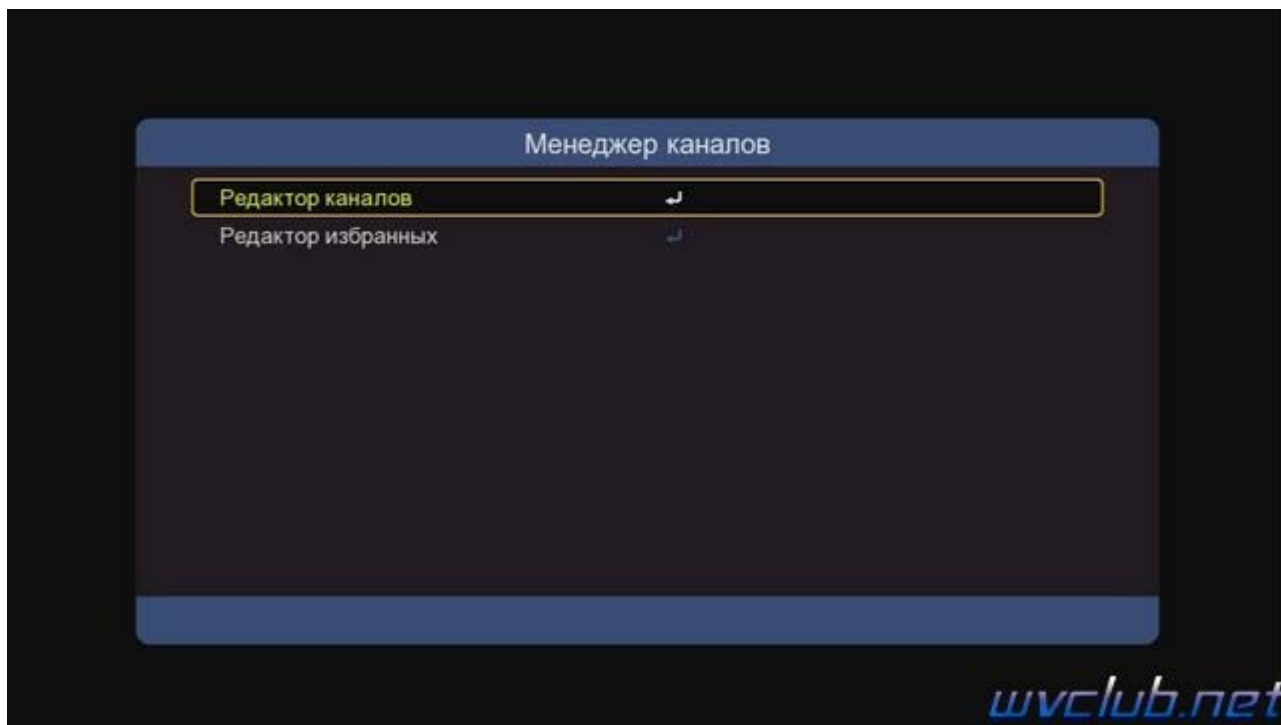 Менеджер каналов
Редактор каналов
Редактор избранных
wvclub.net